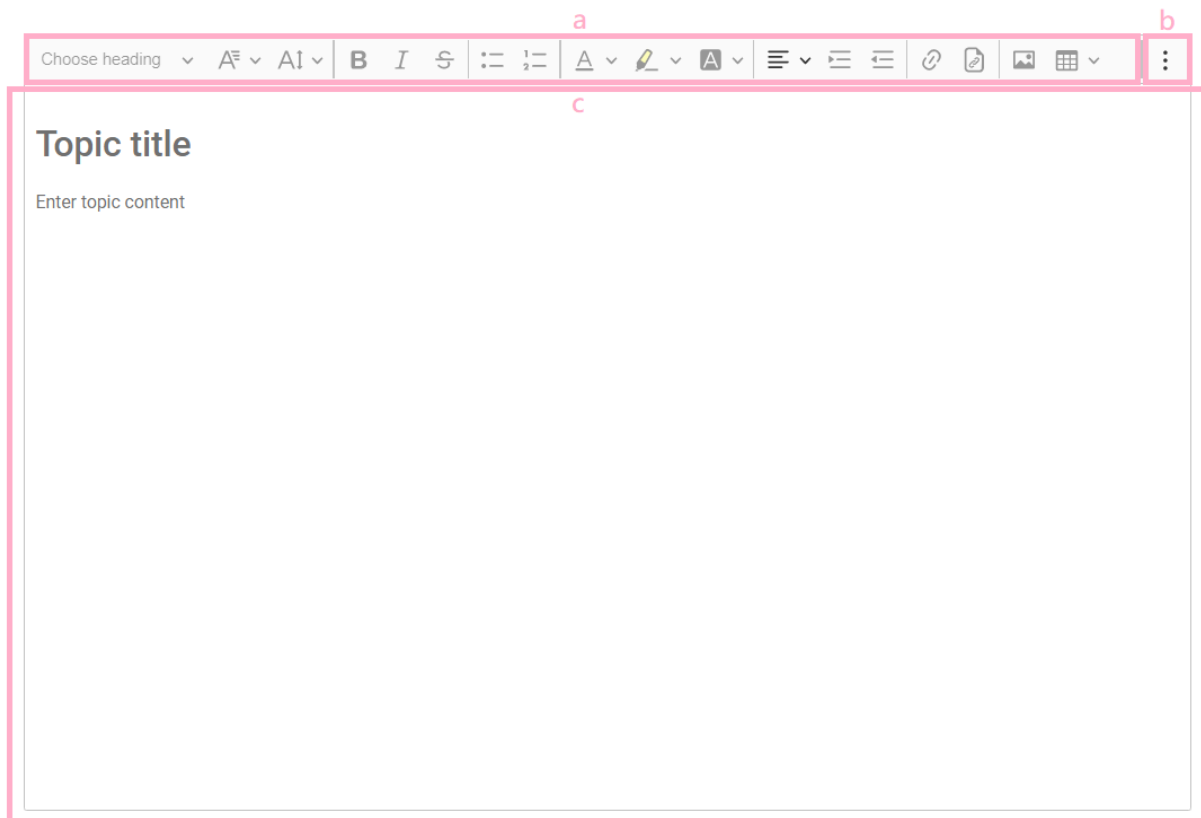 a
b
Choose heading
c
Topic title
Enter topic content